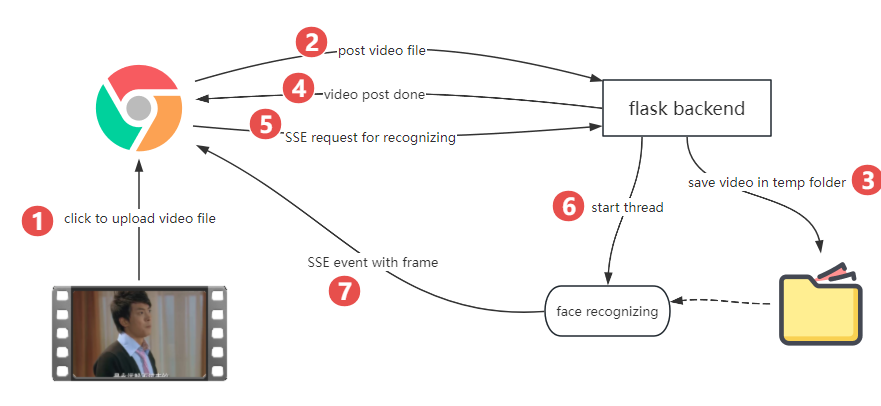 2
post video file
4
video post done
flask backend
5
SSE request for recognizing
3
save video in temp folder
1
click to upload video file
6
start thread
SSE event with frame
7
face recognizing